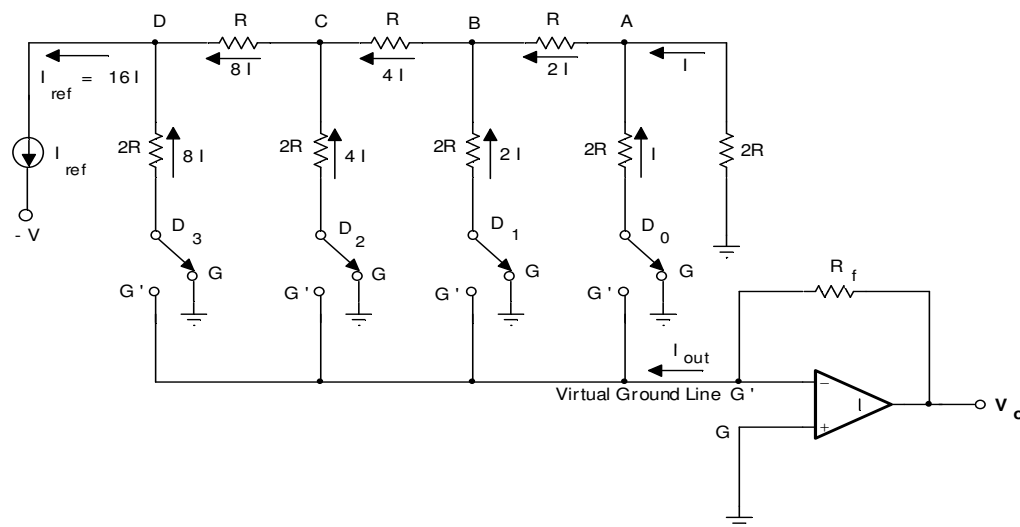 D R C R B R A
I ref = 16 I 8 I 4 I 2 I I
I ref
2R 8 I 2R 4 I 2R 2 I 2R I 2R
- V
D 3 D 2 D 1 D 0
G G G G
G ' G ' G ' G '
R f
I out
Virtual Ground Line G '
− I V o
G +